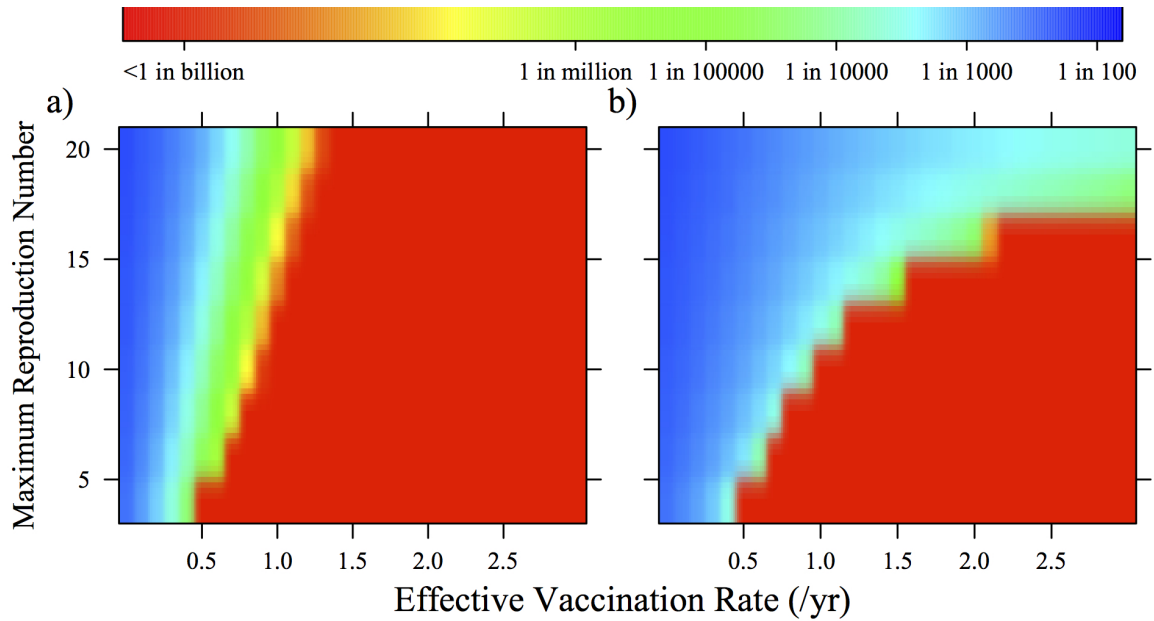 <1 in billion 1 in million 1 in 100000 1 in 10000 1 in 1000 1 in 100
a) b)
Maximum Reproduction Number
20
15
10
5
0.5 1.0 1.5 2.0 2.5 0.5 1.0 1.5 2.0 2.5
Effective Vaccination Rate (/yr)